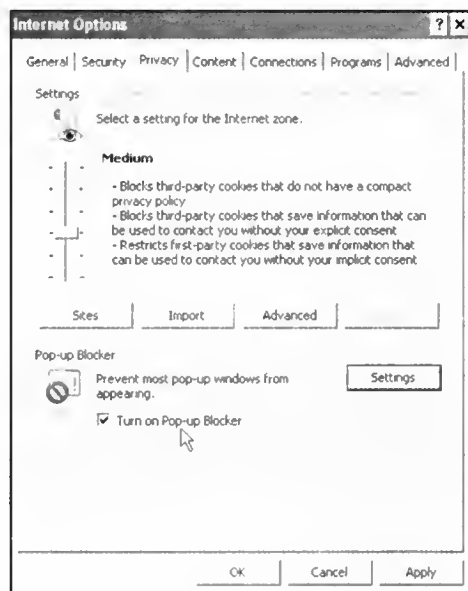 Internet Options
General Security Privacy Content Connections Programs Advanced
Settings
Select a setting for the Internet zone.
Medium
- Blocks third-party cookies that do not have a compact
privacy policy
- Blocks third-party cookies that save information that can
be used to contact you without your explicit consent
- Restricts first-party cookies that save information that
can be used to contact you without your implicit consent
Sites Import Advanced
Pop-up Blocker
Prevent most pop-up windows from
appearing.
Settings
Turn on Pop-up Blocker
OK Cancel Apply